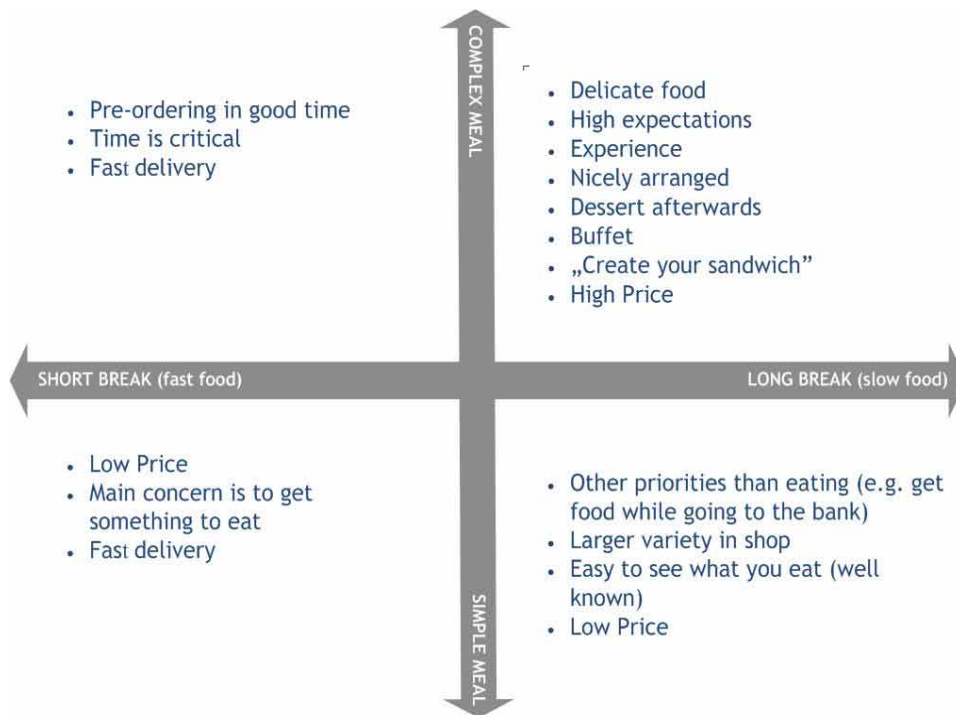 COMPLEX MEAL
• Pre-ordering in good time
• Time is critical
• Fast delivery
• Delicate food
• High expectations
• Experience
• Nicely arranged
• Dessert afterwards
• Buffet
• „Create your sandwich”
• High Price
SHORT BREAK (fast food)
LONG BREAK (slow food)
• Low Price
• Main concern is to get
something to eat
• Fast delivery
• Other priorities than eating (e.g. get
food while going to the bank)
• Larger variety in shop
• Easy to see what you eat (well
known)
• Low Price
SIMPLE MEAL